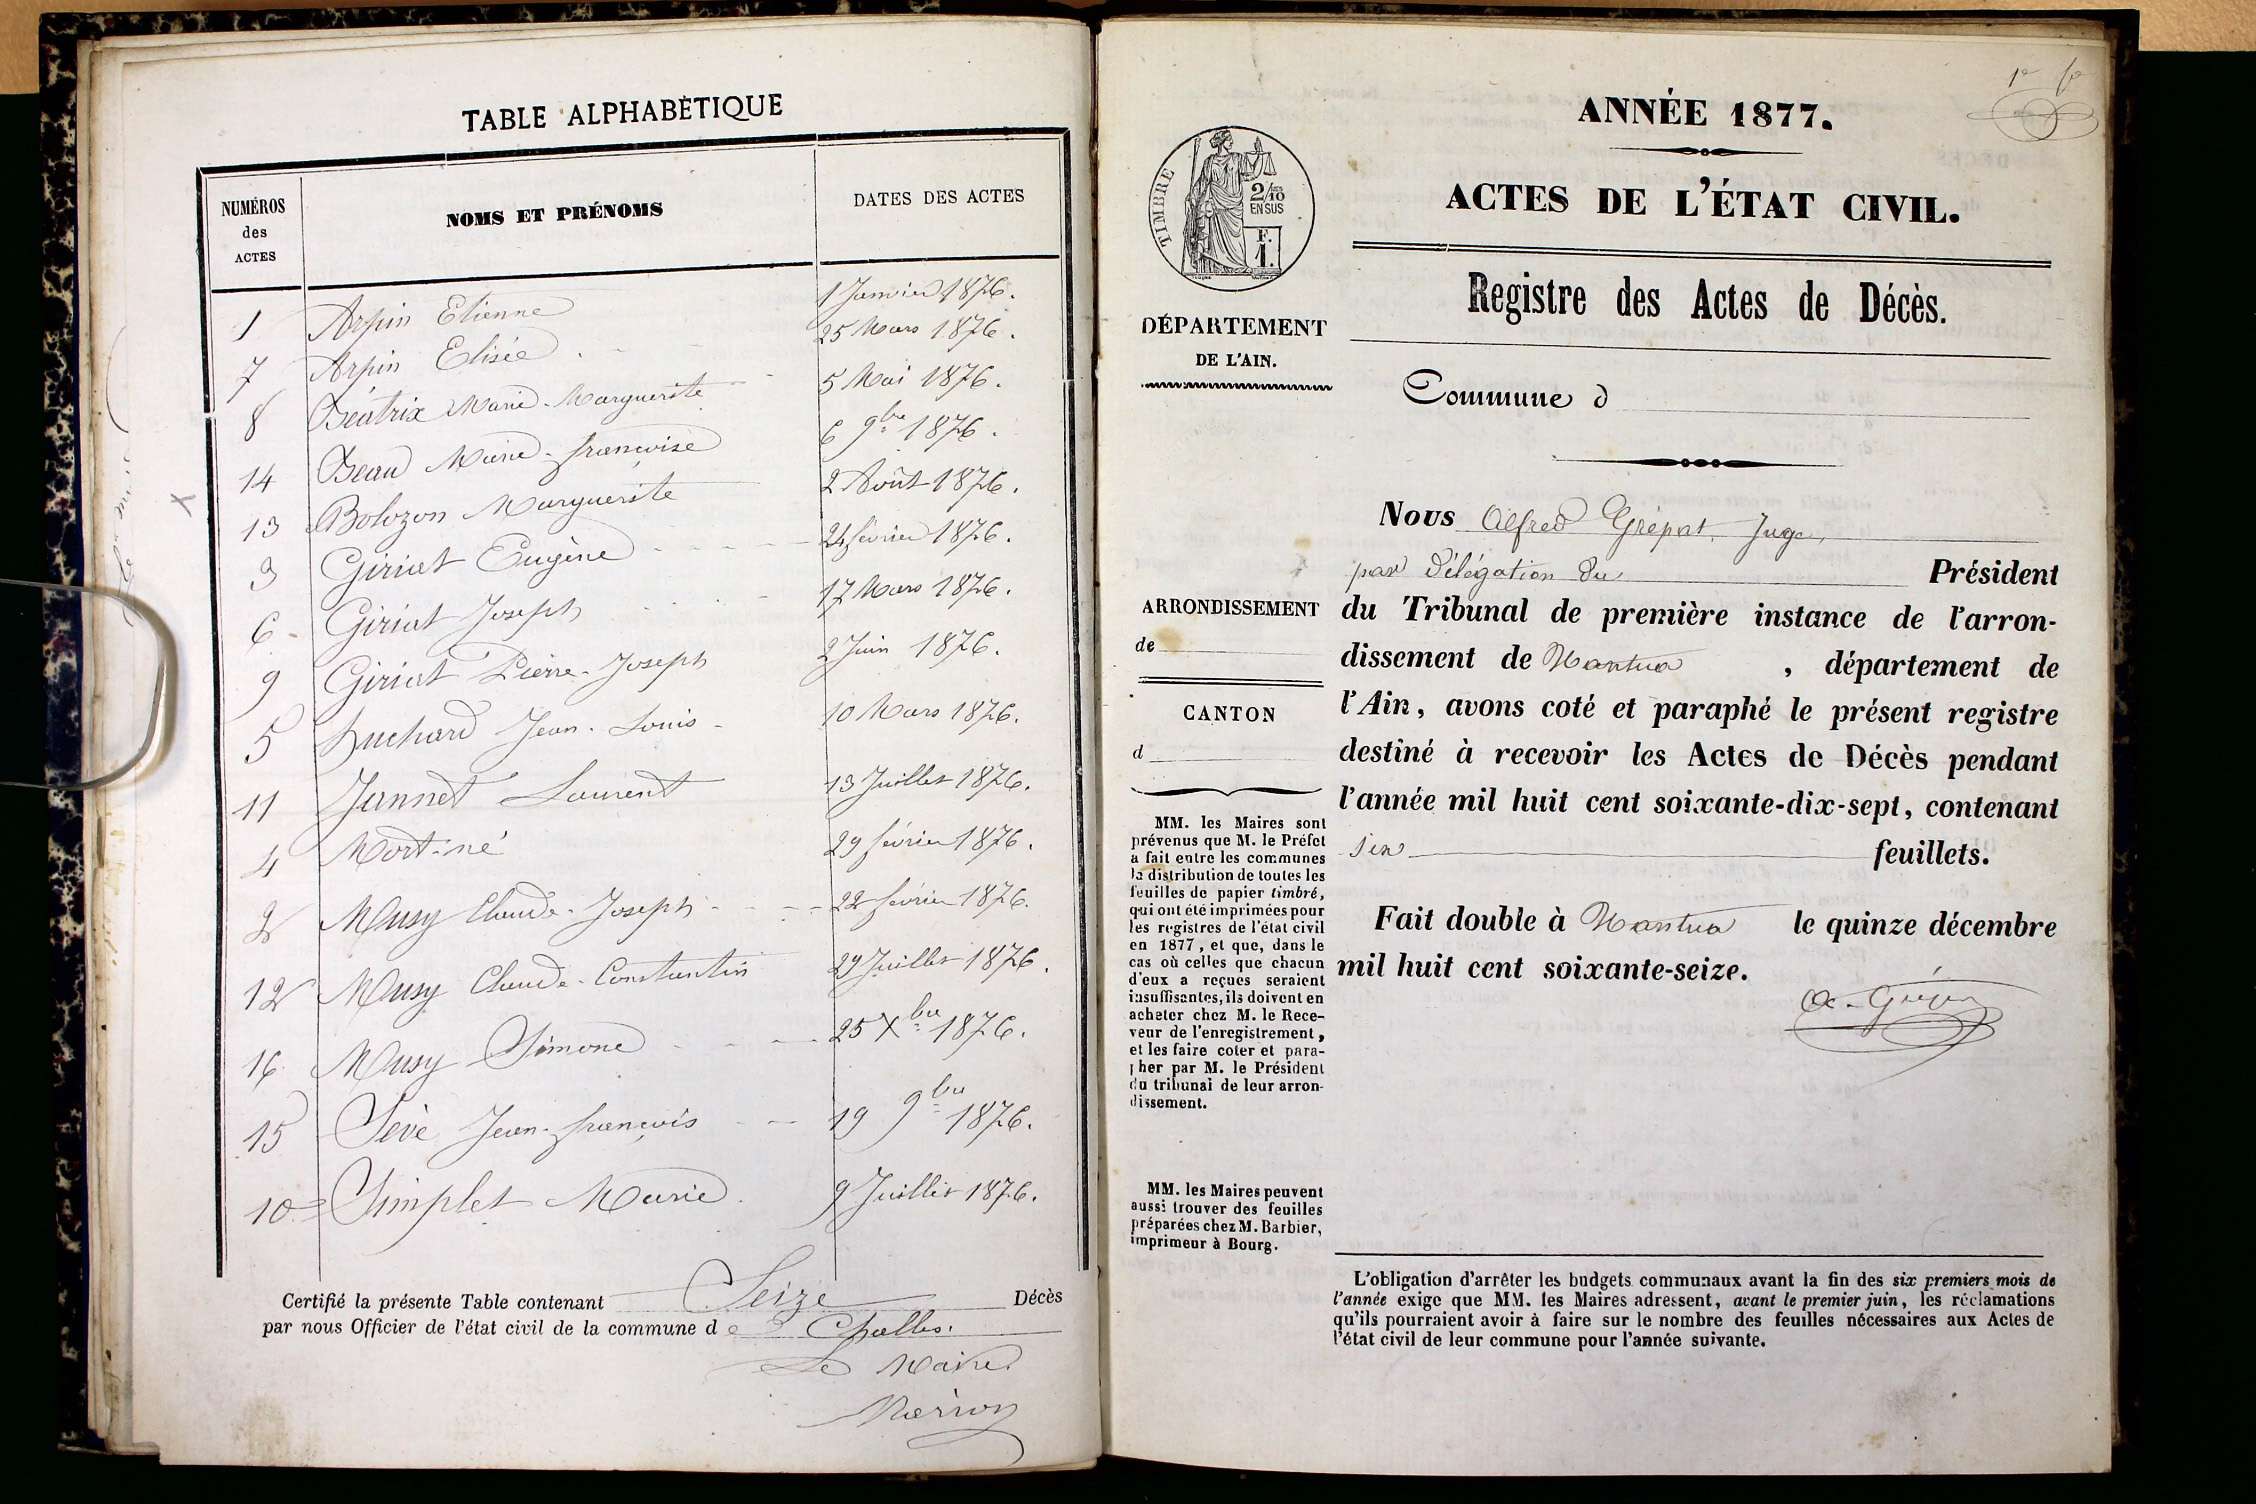 TABLE ALPHABÉTIQUE
NUMÉROS des ACTES
NOMS ET PRÉNOMS
DATES DES ACTES
1 Arpin Etienne 1 Janvier 1876.
7 Arpin Elisée 25 Mars 1876.
8 Béatrix Marie-Marguerite 5 Mai 1876.
14 Beau Marie-françoise 6 9bre 1876.
13 Bolozon Marguerite 2 Août 1876.
3 Giriat Eugène 24 février 1876.
6 Giriat Joseph 17 Mars 1876.
9 Giriat Pierre-Joseph 2 Juin 1876.
5 huchard Jean-Louis 10 Mars 1876.
11 Jannet Laurent 13 Juillet 1876.
4 Mort-né 29 février 1876.
2 Musy Claude-Joseph 22 février 1876.
12 Musy Claude-Constantin 29 Juillet 1876.
16 Musy Simone 25 Xbre 1876.
15 Sève Jean-françois 19 9bre 1876.
10 Simplet Marie 9 Juillet 1876.
Certifié la présente Table contenant Seize Décès
par nous Officier de l'état civil de la commune de Challes.
Le Maire
ANNÉE 1877.
ACTES DE L'ÉTAT CIVIL.
TIMBRE
2/10
EN SUS
F.
1.
Registre des Actes de Décès.
DÉPARTEMENT
DE L'AIN.
Commune d
Nous Alfred Grépat, Juge,
par Délégation du Président
du Tribunal de première instance de l'arron-
dissement de Nantua, département de
l'Ain, avons coté et paraphé le présent registre
destiné à recevoir les Actes de Décès pendant
l'année mil huit cent soixante-dix-sept, contenant
six feuillets.
Fait double à Nantua le quinze décembre
mil huit cent soixante-seize.
ARRONDISSEMENT
de
CANTON
d
MM. les Maires sont
prévenus que M. le Préfet
a fait entre les communes
la distribution de toutes les
feuilles de papier timbré,
qui ont été imprimées pour
les registres de l'état civil
en 1877, et que, dans le
cas où celles que chacun
d'eux a reçues seraient
insuffisantes, ils doivent en
acheter chez M. le Rece-
veur de l'enregistrement,
et les faire coter et para-
pher par M. le Président
du tribunal de leur arron-
dissement.
MM. les Maires peuvent
aussi trouver des feuilles
préparées chez M. Barbier,
imprimeur à Bourg.
L'obligation d'arrêter les budgets communaux avant la fin des six premiers mois de
l'année exige que MM. les Maires adressent, avant le premier juin, les réclamations
qu'ils pourraient avoir à faire sur le nombre des feuilles nécessaires aux Actes de
l'état civil de leur commune pour l'année suivante.